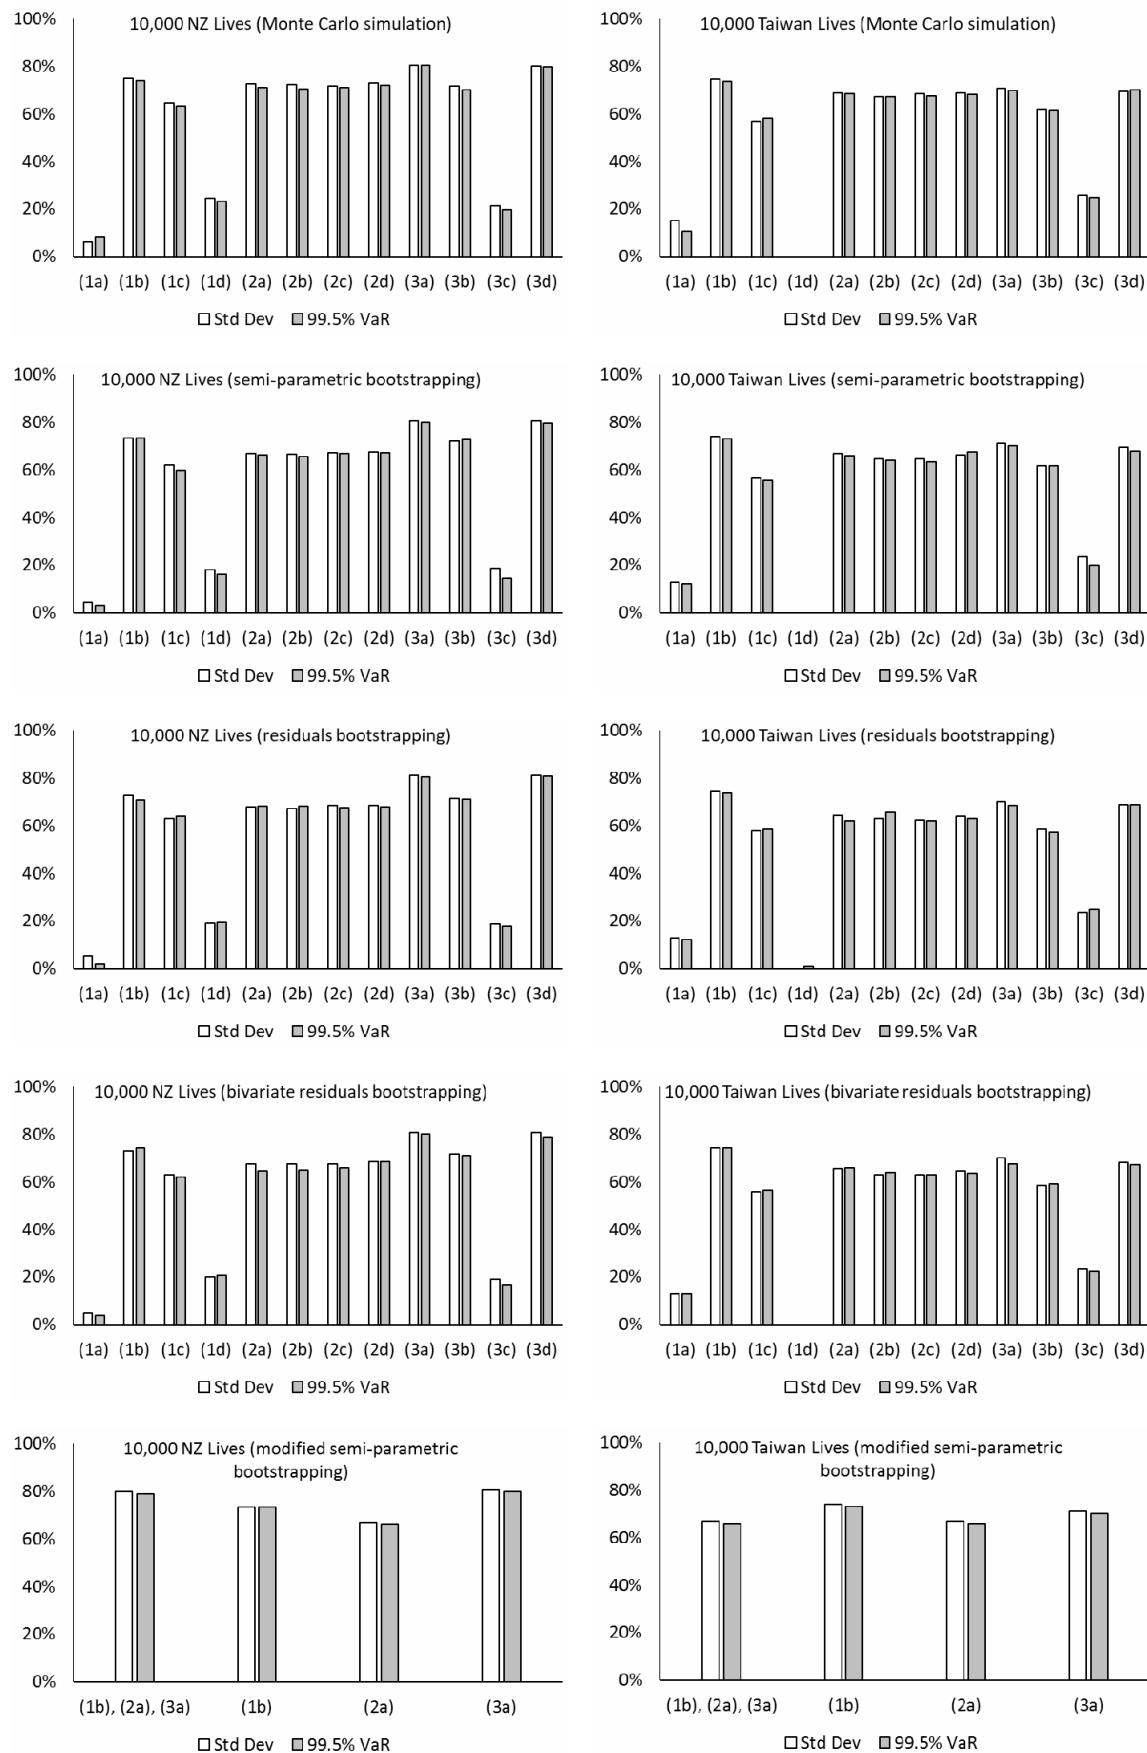 10,000 NZ Lives (Monte Carlo simulation)
100%
80%
60%
40%
20%
0%
(1a) (1b) (1c) (1d) (2a) (2b) (2c) (2d) (3a) (3b) (3c) (3d)
Std Dev 99.5% VaR
10,000 Taiwan Lives (Monte Carlo simulation)
100%
80%
60%
40%
20%
0%
(1a) (1b) (1c) (1d) (2a) (2b) (2c) (2d) (3a) (3b) (3c) (3d)
Std Dev 99.5% VaR
10,000 NZ Lives (semi-parametric bootstrapping)
100%
80%
60%
40%
20%
0%
(1a) (1b) (1c) (1d) (2a) (2b) (2c) (2d) (3a) (3b) (3c) (3d)
Std Dev 99.5% VaR
10,000 Taiwan Lives (semi-parametric bootstrapping)
100%
80%
60%
40%
20%
0%
(1a) (1b) (1c) (1d) (2a) (2b) (2c) (2d) (3a) (3b) (3c) (3d)
Std Dev 99.5% VaR
10,000 NZ Lives (residuals bootstrapping)
100%
80%
60%
40%
20%
0%
(1a) (1b) (1c) (1d) (2a) (2b) (2c) (2d) (3a) (3b) (3c) (3d)
Std Dev 99.5% VaR
10,000 Taiwan Lives (residuals bootstrapping)
100%
80%
60%
40%
20%
0%
(1a) (1b) (1c) (1d) (2a) (2b) (2c) (2d) (3a) (3b) (3c) (3d)
Std Dev 99.5% VaR
10,000 NZ Lives (bivariate residuals bootstrapping)
100%
80%
60%
40%
20%
0%
(1a) (1b) (1c) (1d) (2a) (2b) (2c) (2d) (3a) (3b) (3c) (3d)
Std Dev 99.5% VaR
10,000 Taiwan Lives (bivariate residuals bootstrapping)
100%
80%
60%
40%
20%
0%
(1a) (1b) (1c) (1d) (2a) (2b) (2c) (2d) (3a) (3b) (3c) (3d)
Std Dev 99.5% VaR
10,000 NZ Lives (modified semi-parametric
bootstrapping)
100%
80%
60%
40%
20%
0%
(1b), (2a), (3a) (1b) (2a) (3a)
Std Dev 99.5% VaR
10,000 Taiwan Lives (modified semi-parametric
bootstrapping)
100%
80%
60%
40%
20%
0%
(1b), (2a), (3a) (1b) (2a) (3a)
Std Dev 99.5% VaR